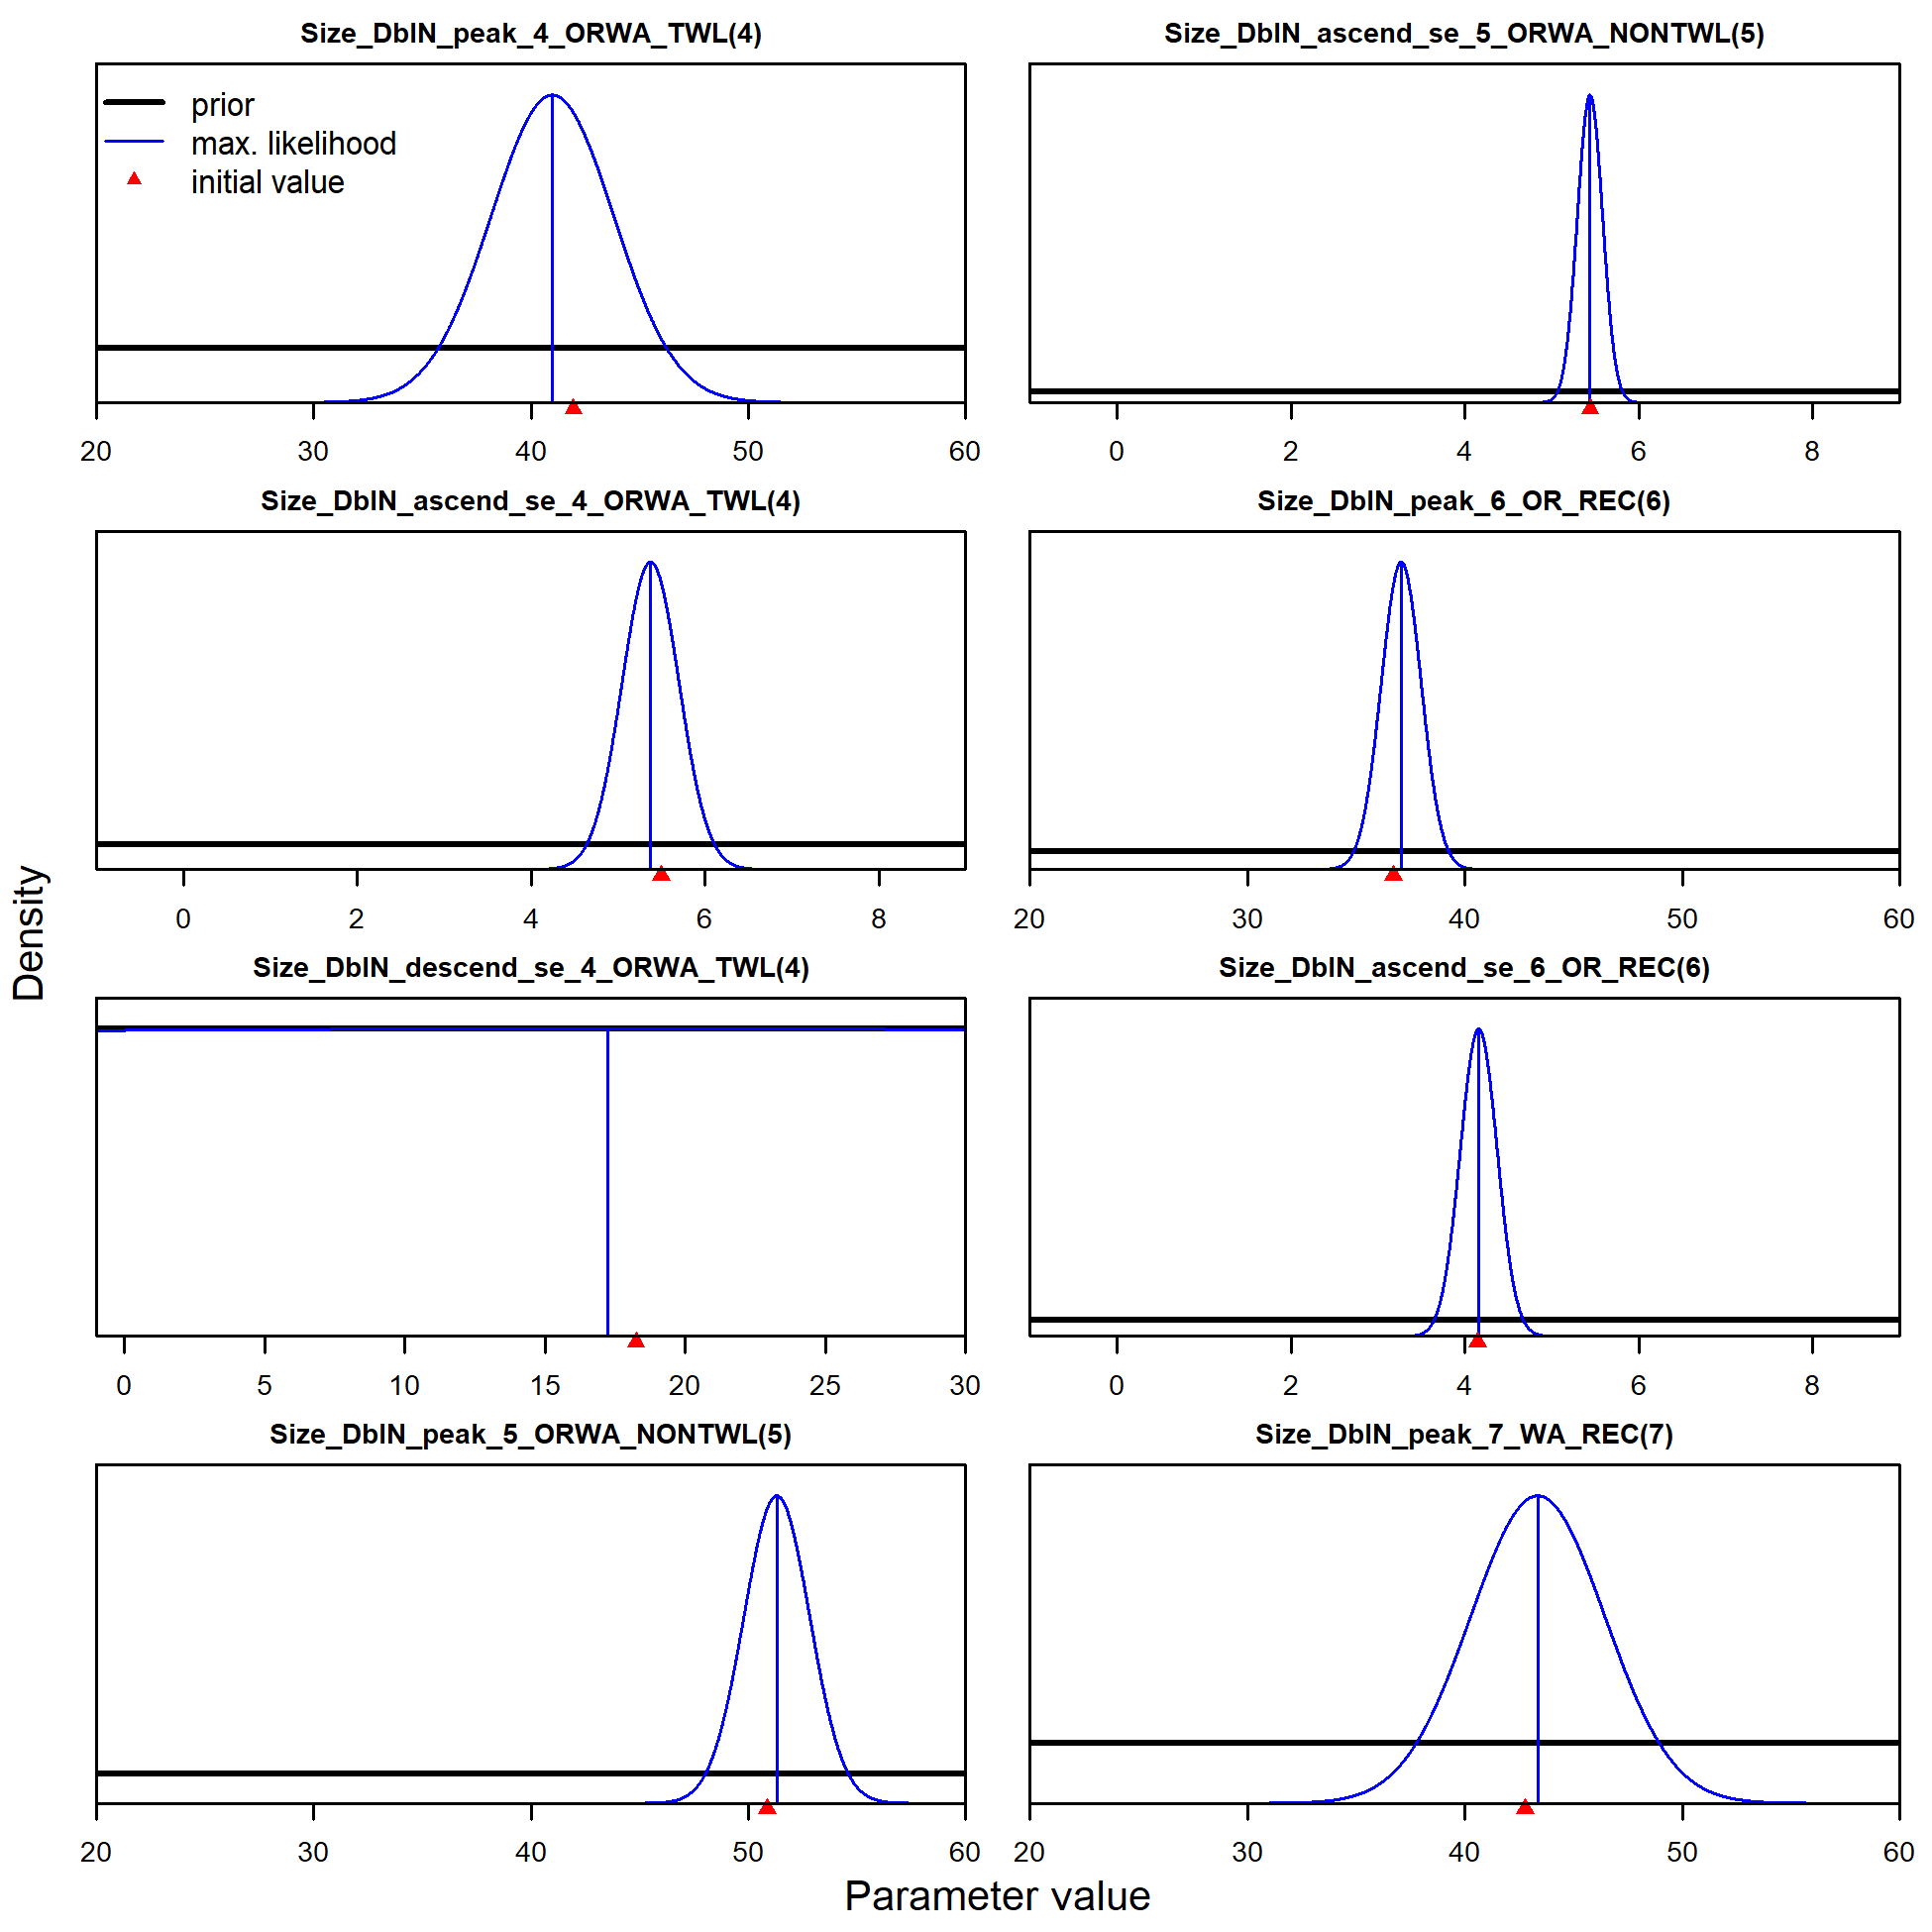 Size_DblN_peak_4_ORWA_TWL(4)
prior
max. likelihood
initial value
20 30 40 50 60
Size_DblN_ascend_se_5_ORWA_NONTWL(5)
0 2 4 6 8
Size_DblN_ascend_se_4_ORWA_TWL(4)
0 2 4 6 8
Size_DblN_peak_6_OR_REC(6)
20 30 40 50 60
Size_DblN_descend_se_4_ORWA_TWL(4)
0 5 10 15 20 25 30
Size_DblN_ascend_se_6_OR_REC(6)
0 2 4 6 8
Size_DblN_peak_5_ORWA_NONTWL(5)
20 30 40 50 60
Size_DblN_peak_7_WA_REC(7)
20 30 40 50 60
Density
Parameter value